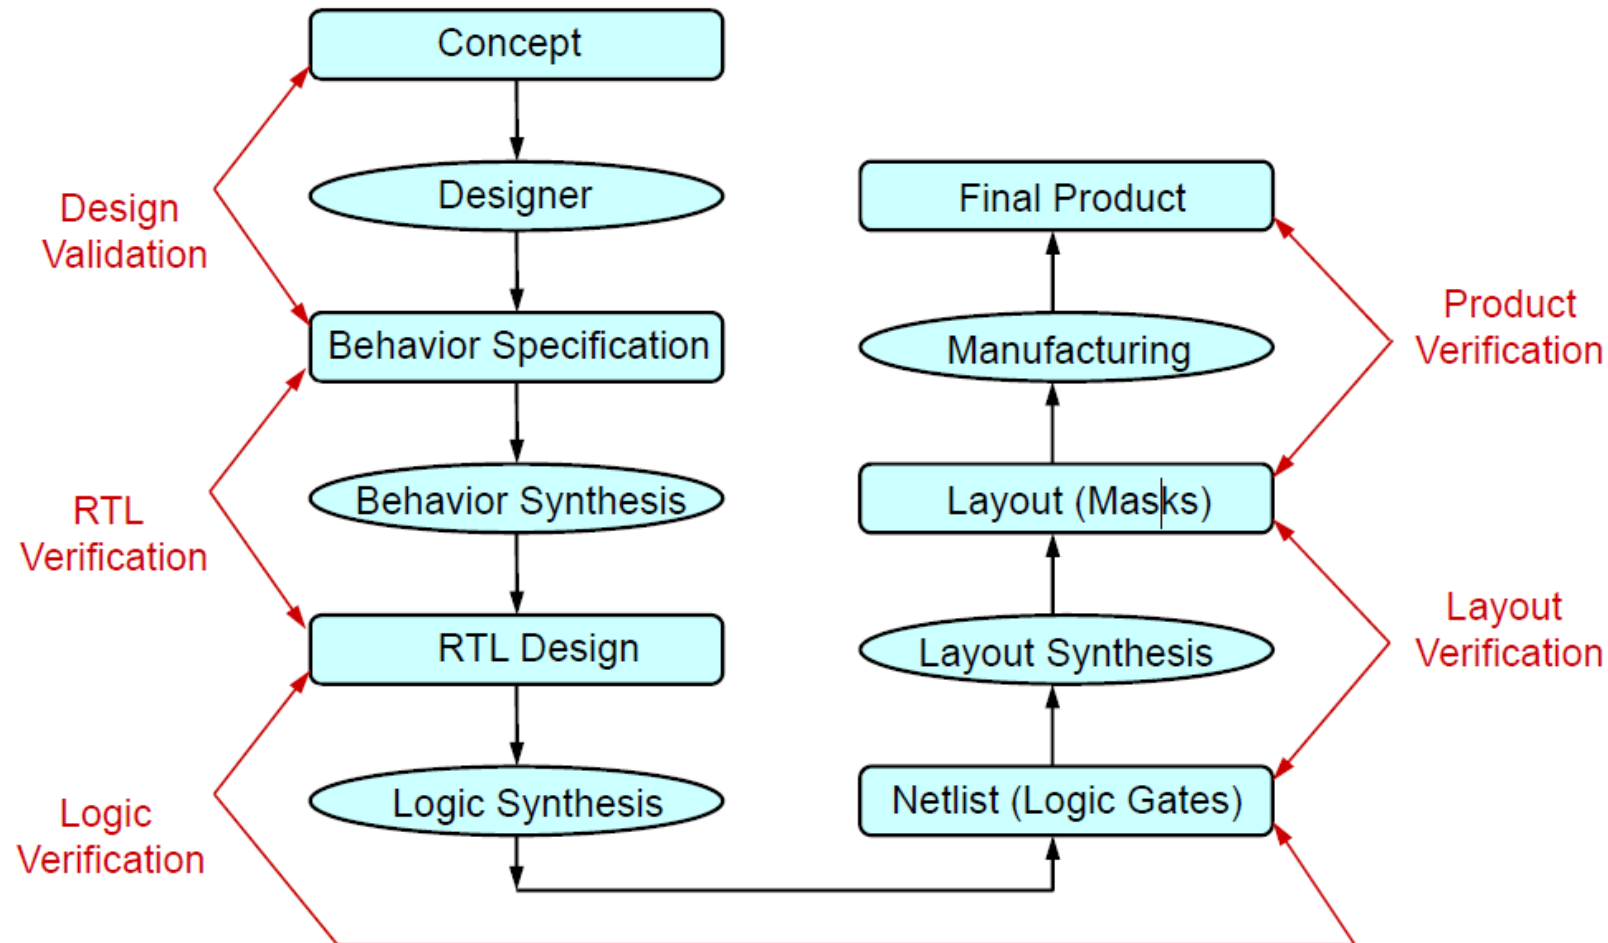 Concept
Designer
Design
Validation
Behavior Specification
Behavior Synthesis
RTL
Verification
RTL Design
Logic Synthesis
Logic
Verification
Final Product
Manufacturing
Product
Verification
Layout (Masks)
Layout Synthesis
Layout
Verification
Netlist (Logic Gates)